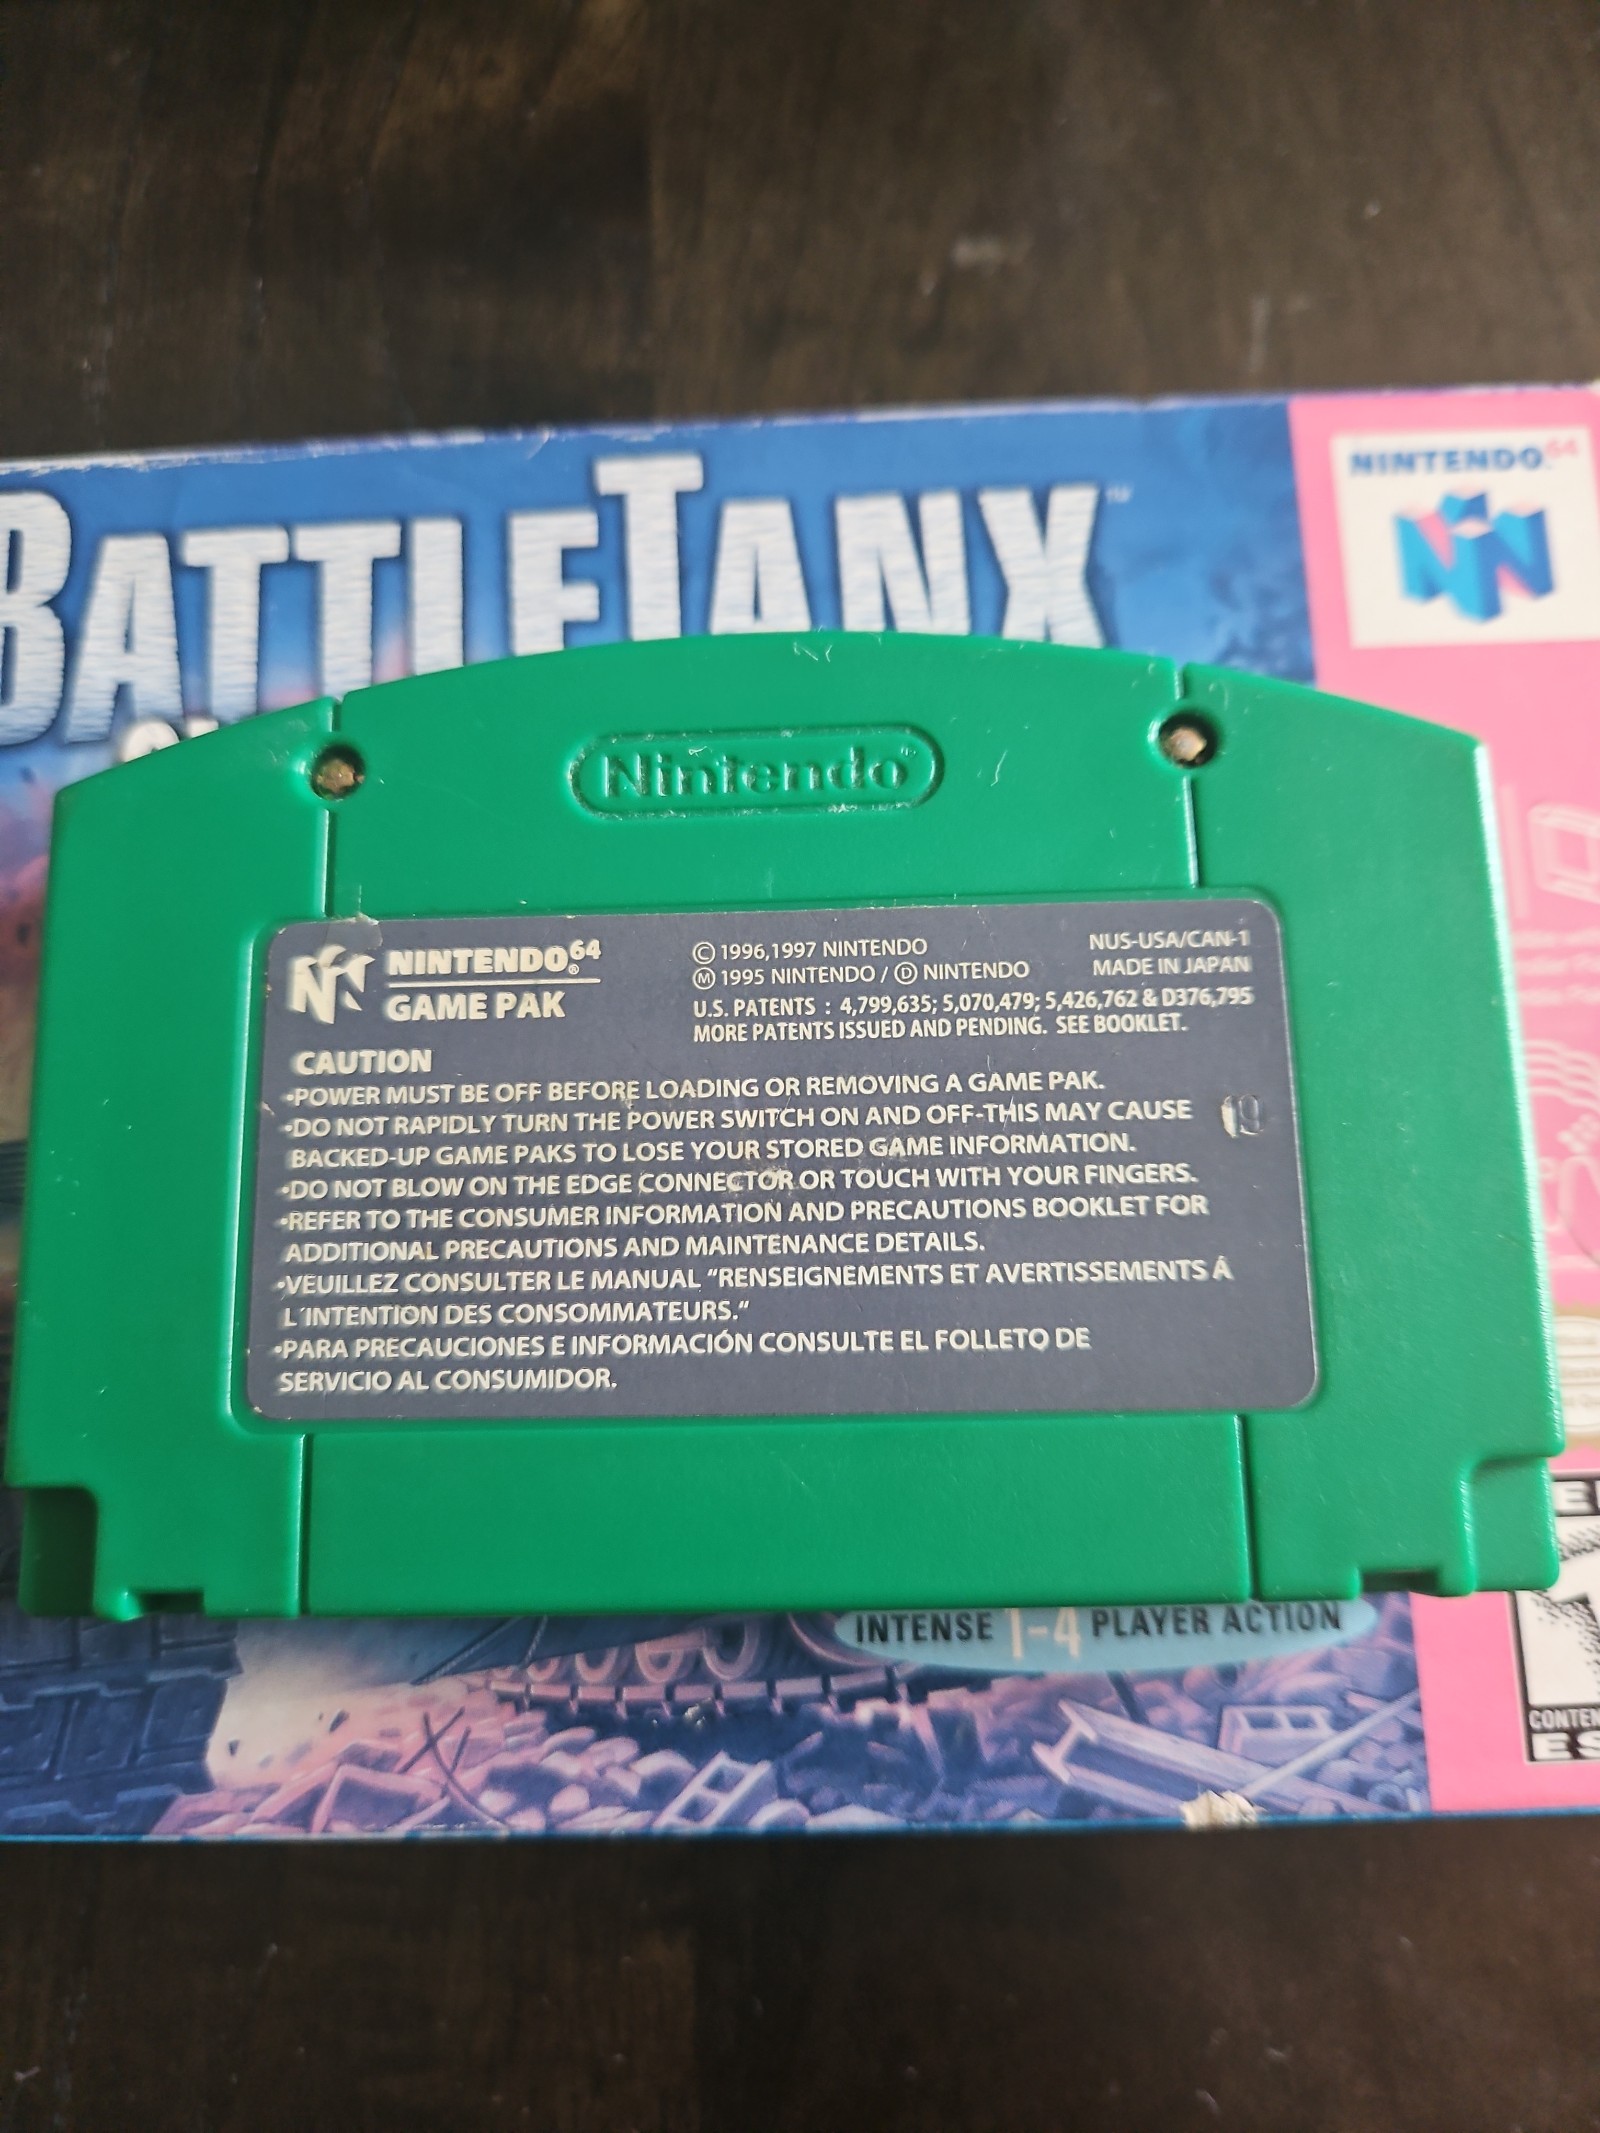 BATTLETANX™
NINTENDO64
Nintendo
NINTENDO64®
GAME PAK
© 1996,1997 NINTENDO
Ⓜ 1995 NINTENDO / Ⓓ NINTENDO
NUS-USA/CAN-1
MADE IN JAPAN
U.S. PATENTS : 4,799,635; 5,070,479; 5,426,762 & D376,795
MORE PATENTS ISSUED AND PENDING. SEE BOOKLET.
CAUTION
•POWER MUST BE OFF BEFORE LOADING OR REMOVING A GAME PAK.
•DO NOT RAPIDLY TURN THE POWER SWITCH ON AND OFF-THIS MAY CAUSE
BACKED-UP GAME PAKS TO LOSE YOUR STORED GAME INFORMATION.
•DO NOT BLOW ON THE EDGE CONNECTOR OR TOUCH WITH YOUR FINGERS.
•REFER TO THE CONSUMER INFORMATION AND PRECAUTIONS BOOKLET FOR
ADDITIONAL PRECAUTIONS AND MAINTENANCE DETAILS.
•VEUILLEZ CONSULTER LE MANUAL "RENSEIGNEMENTS ET AVERTISSEMENTS Á
L'INTENTION DES CONSOMMATEURS."
•PARA PRECAUCIONES E INFORMACIÓN CONSULTE EL FOLLETO DE
SERVICIO AL CONSUMIDOR.
19
INTENSE 1-4 PLAYER ACTION